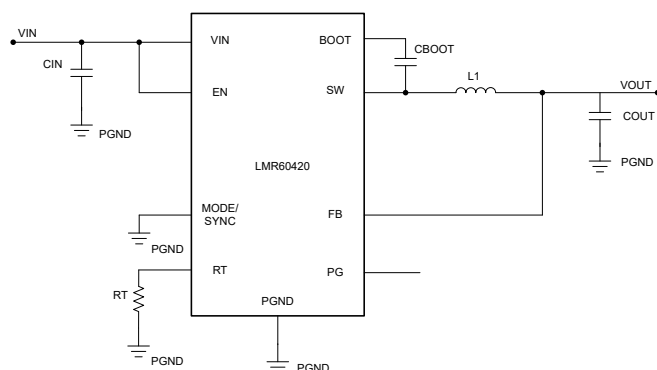 VIN
VIN
BOOT
CBOOT
CIN
L1
EN
SW
VOUT
COUT
PGND
PGND
LMR60420
MODE/
SYNC
FB
PGND
RT
PG
RT
PGND
PGND
PGND